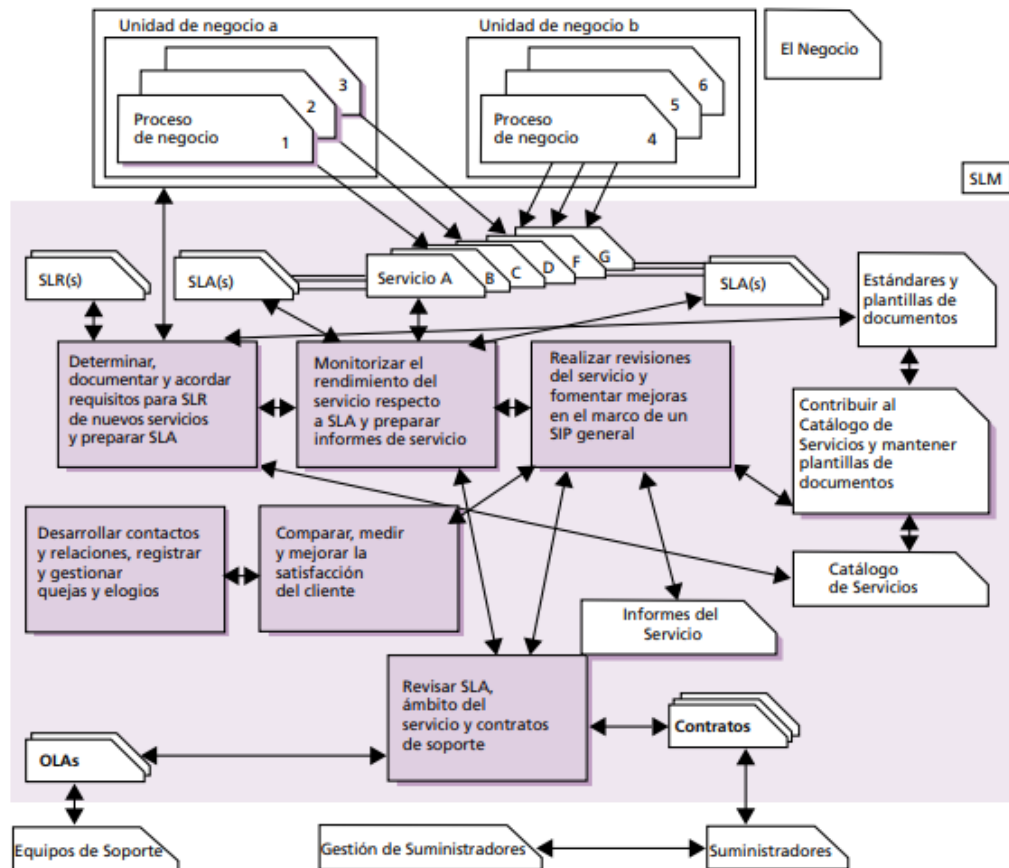 Unidad de negocio a
Unidad de negocio b
El Negocio
3
2
Proceso
de negocio
1
6
5
Proceso
de negocio
4
SLM
SLR(s)
SLA(s)
Servicio A
B
C
D
F
G
SLA(s)
Estándares y
plantillas de
documentos
Determinar,
documentar y acordar
requisitos para SLR
de nuevos servicios
y preparar SLA
Monitorizar el
rendimiento del
servicio respecto
a SLA y preparar
informes de servicio
Realizar revisiones
del servicio y
fomentar mejoras
en el marco de un
SIP general
Contribuir al
Catálogo de
Servicios y mantener
plantillas de
documentos
Desarrollar contactos
y relaciones, registrar
y gestionar
quejas y elogios
Comparar, medir
y mejorar la
satisfacción
del cliente
Catálogo
de Servicios
Informes del
Servicio
Revisar SLA,
ámbito del
servicio y contratos
de soporte
Contratos
OLAs
Equipos de Soporte
Gestión de Suministradores
Suministradores